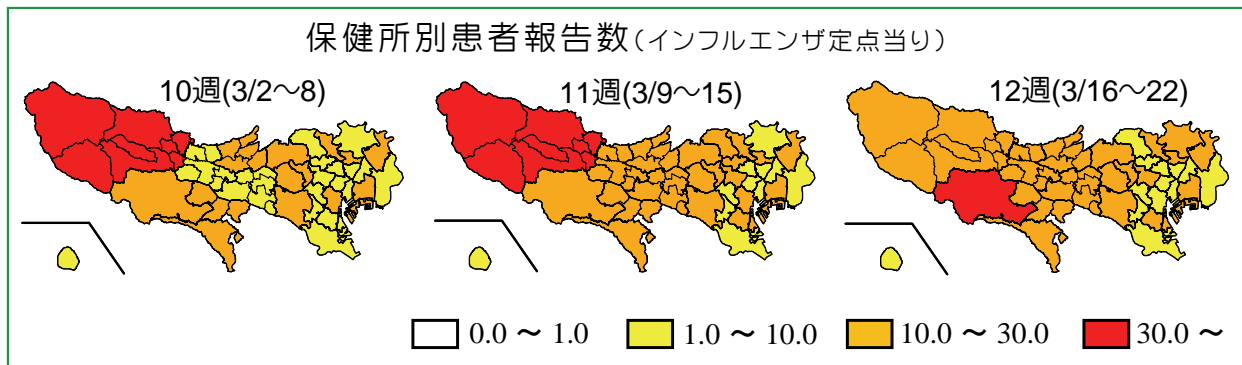 保健所別患者報告数(インフルエンザ定点当り)
10週(3/2～8)
11週(3/9～15)
12週(3/16～22)
0.0 ～ 1.0
1.0 ～ 10.0
10.0 ～ 30.0
30.0 ～